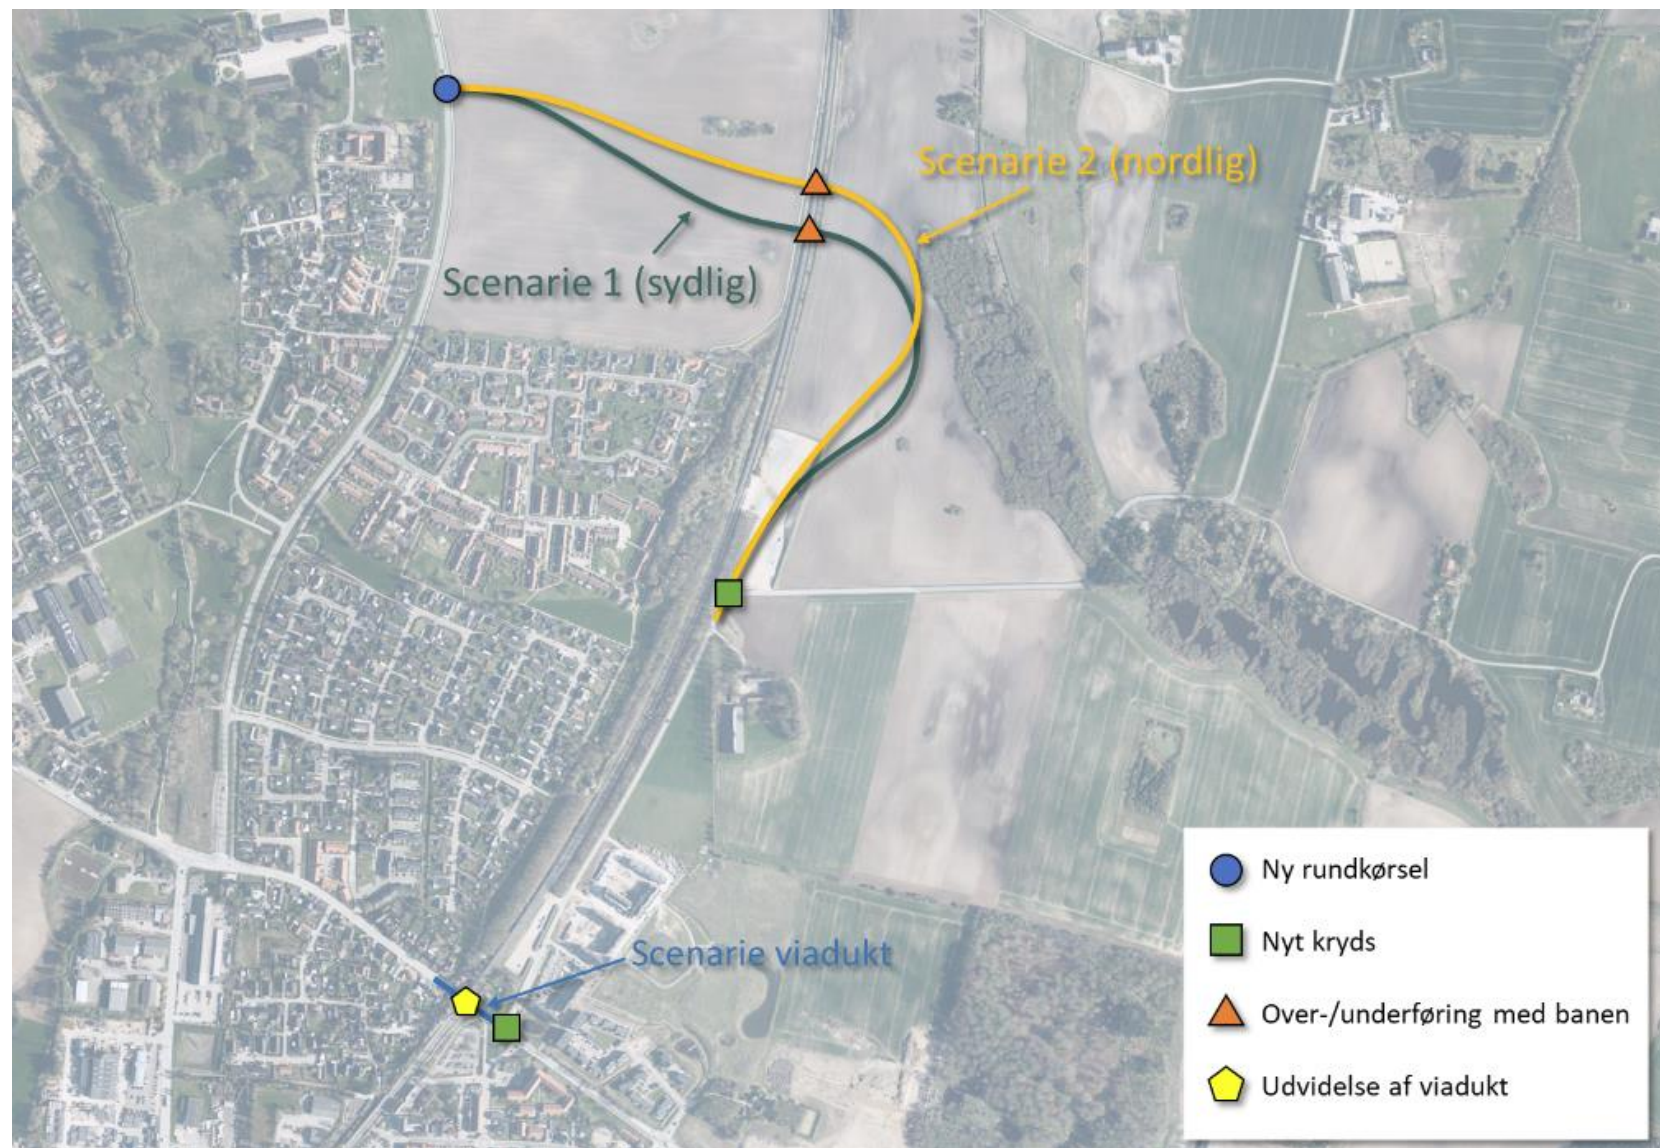 Scenarie 2 (nordlig)
Scenarie 1 (sydlig)
Scenarie viadukt
Ny rundkørsel
Nyt kryds
Over-/underføring med banen
Udvidelse af viadukt